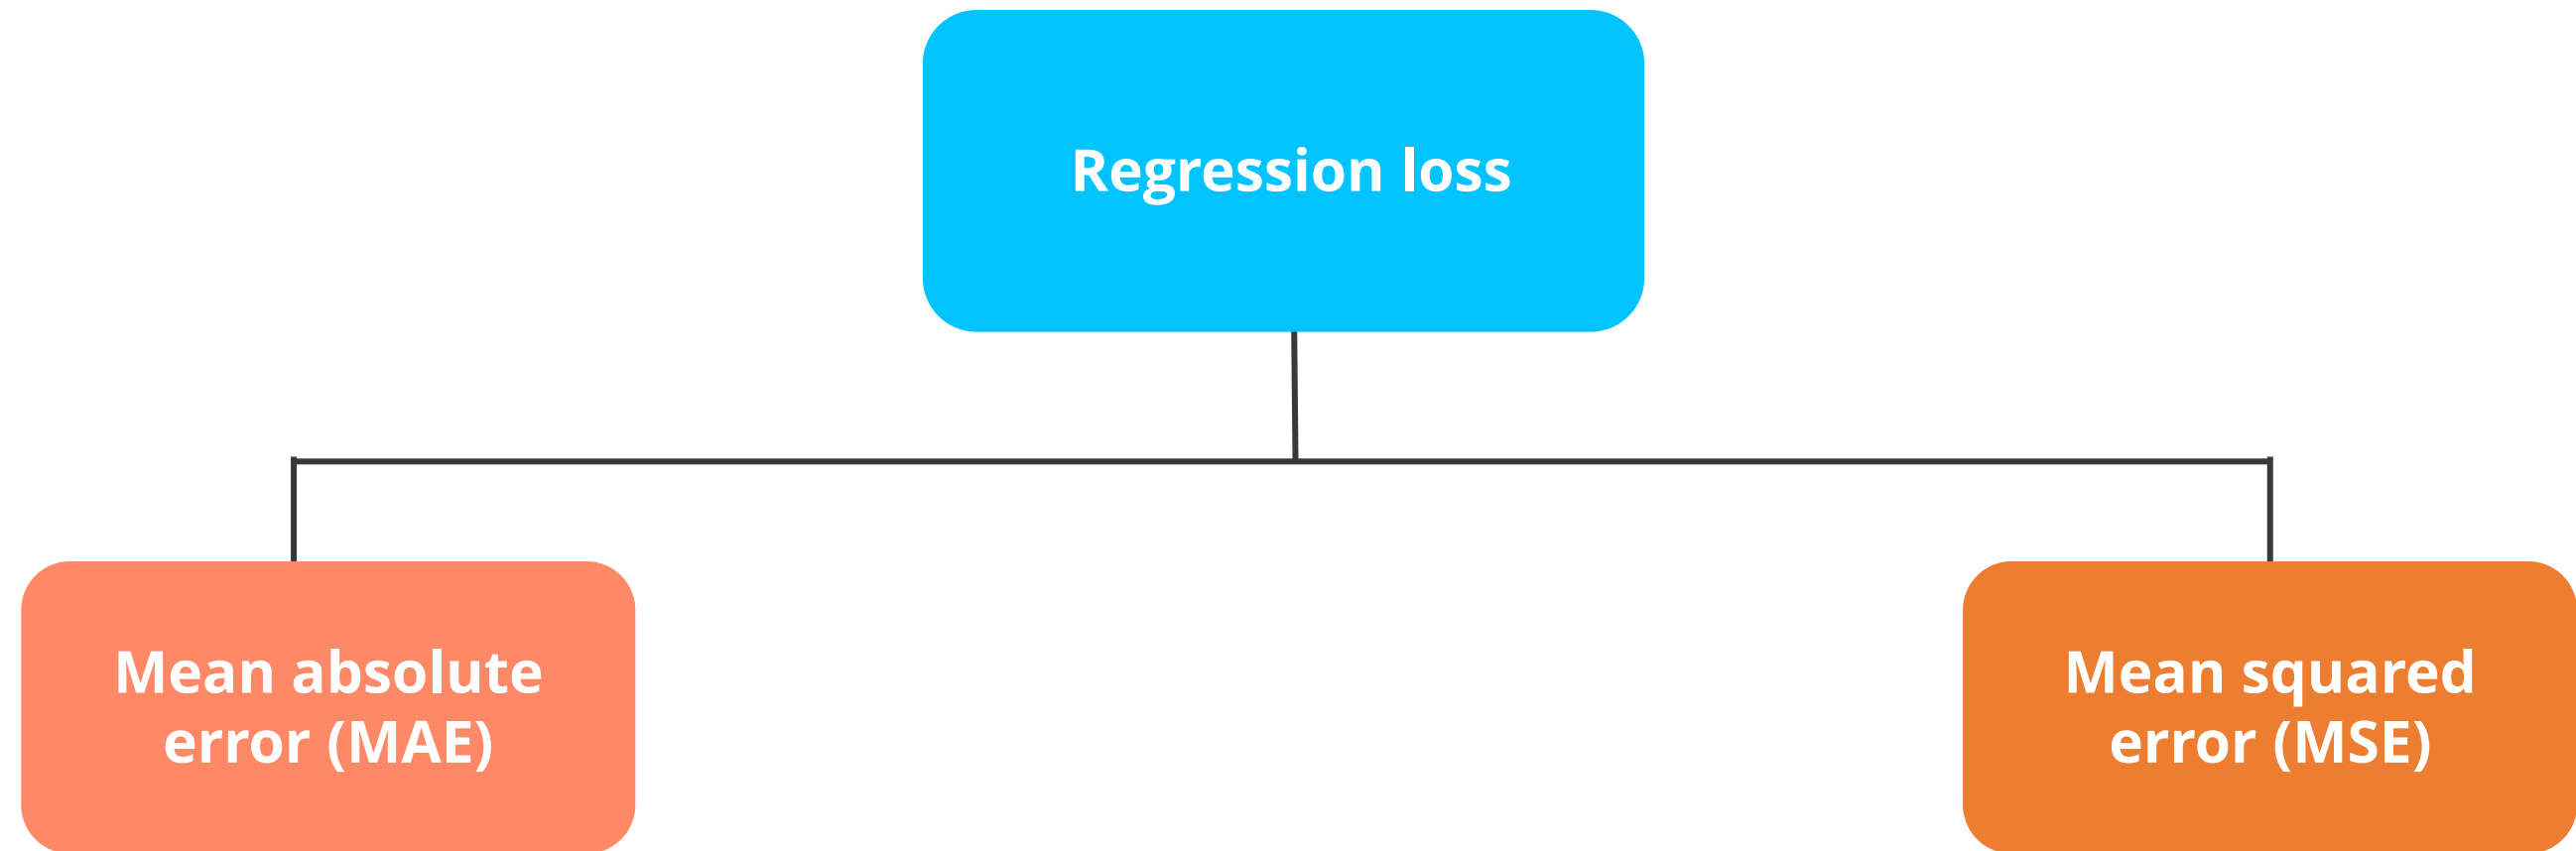 Regression loss
Mean absolute
error (MAE)
Mean squared
error (MSE)